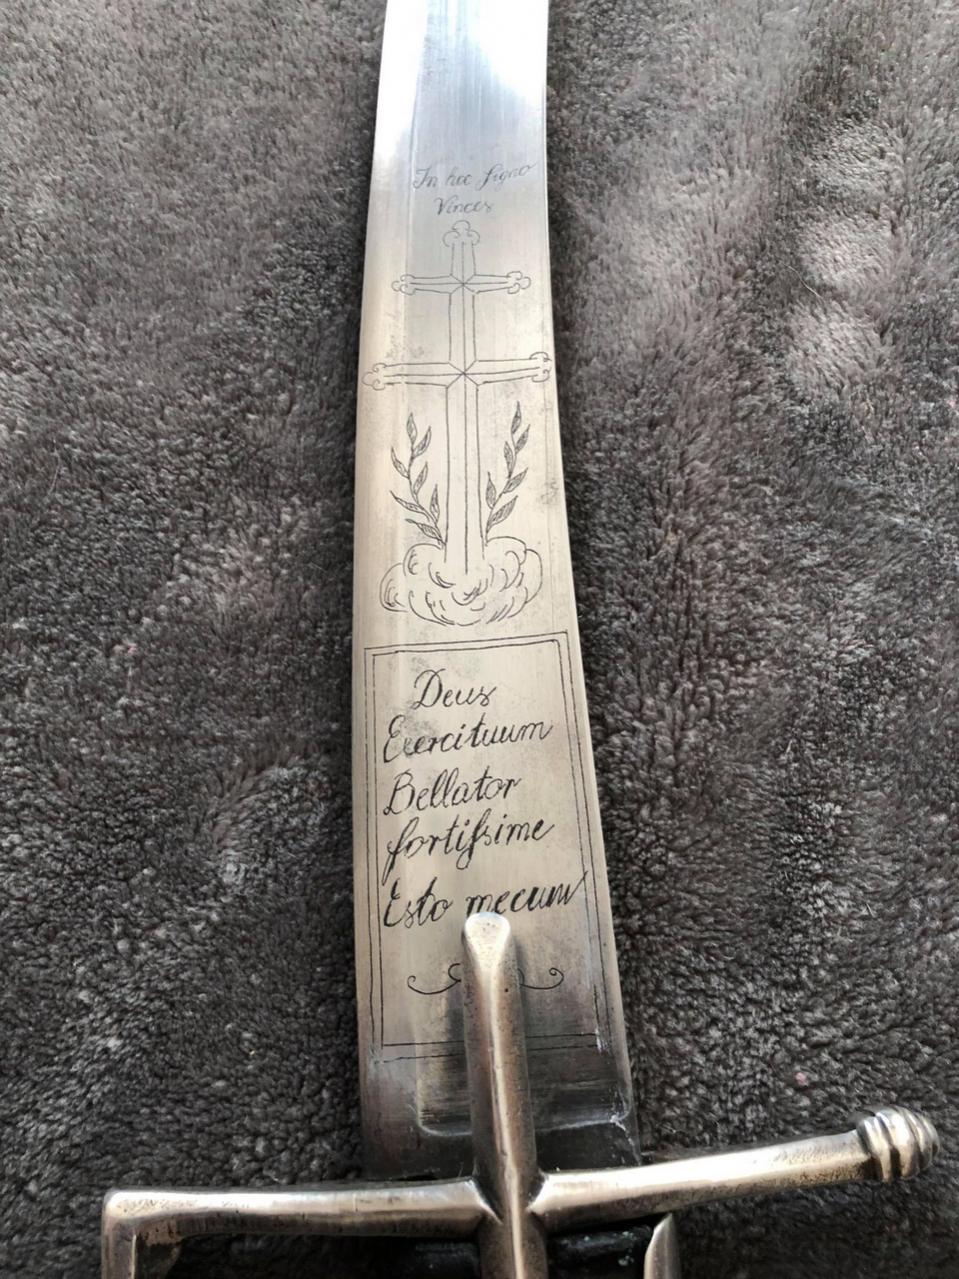 In hoc ſigno
Vinces
Deus
Exercituum
Bellator
fortiſsime
Esto mecum